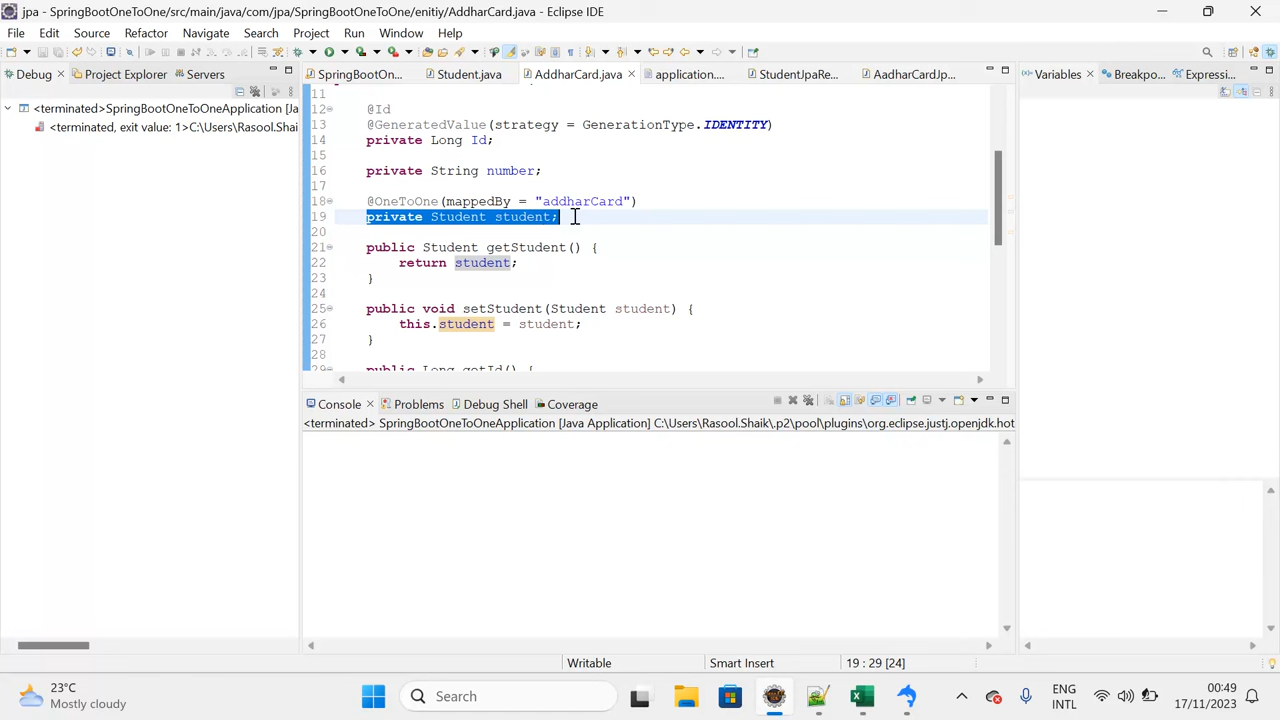 jpa - SpringBootOneToOne/src/main/java/com/jpa/SpringBootOneToOne/enitiy/AddharCard.java - Eclipse IDE
File Edit Source Refactor Navigate Search Project Run Window Help
Debug Project Explorer Servers
SpringBootOn... Student.java AddharCard.java application.... StudentJpaRe... AadharCardJp...
Variables Breakpo... Expressi...
<terminated>SpringBootOneToOneApplication [Ja
<terminated, exit value: 1>C:\Users\Rasool.Shai
11
12 @Id
13 @GeneratedValue(strategy = GenerationType.IDENTITY)
14 private Long Id;
15
16 private String number;
17
18 @OneToOne(mappedBy = "addharCard")
19 private Student student;
20
21 public Student getStudent() {
22 return student;
23 }
24
25 public void setStudent(Student student) {
26 this.student = student;
27 }
28
29 public Long getId() {
Console Problems Debug Shell Coverage
<terminated> SpringBootOneToOneApplication [Java Application] C:\Users\Rasool.Shaik\.p2\pool\plugins\org.eclipse.justj.openjdk.hot
Writable Smart Insert 19 : 29 [24]
23°C
Mostly cloudy
Search
ENG
INTL
00:49
17/11/2023